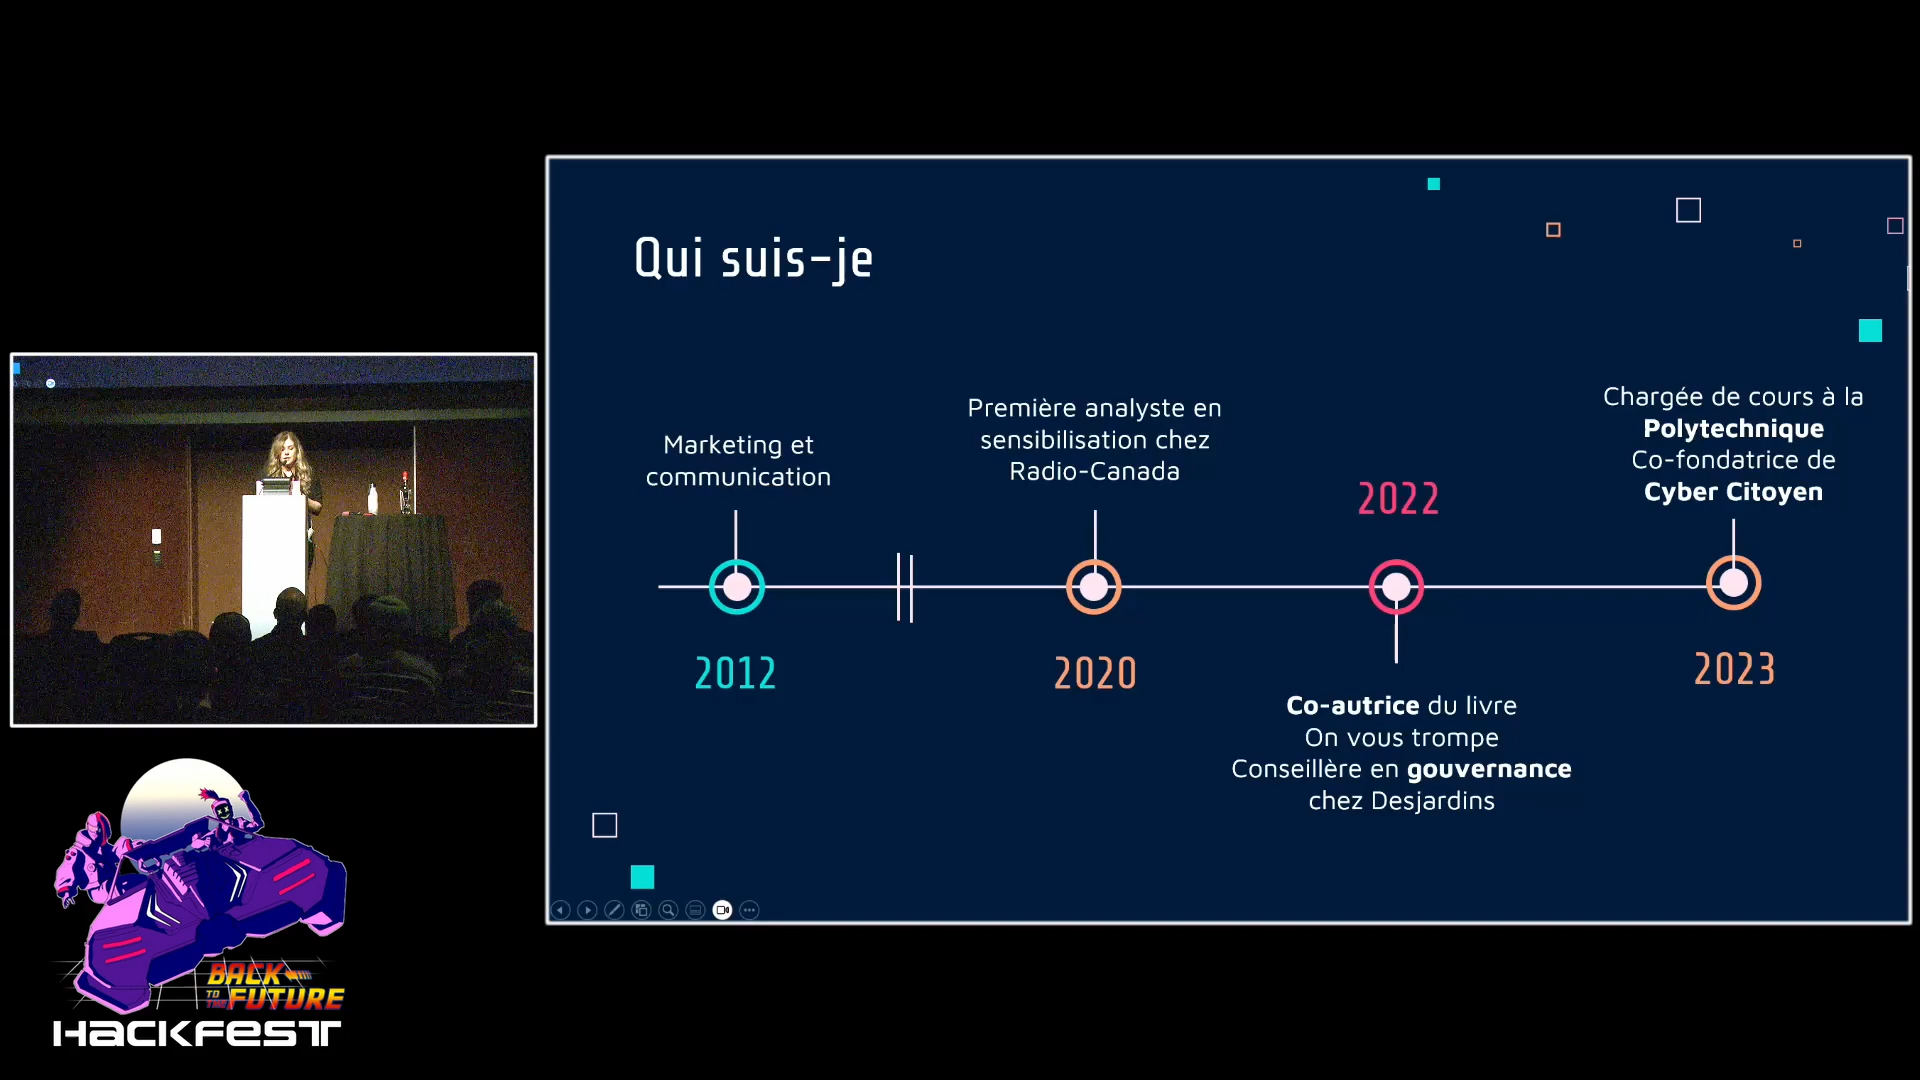 Qui suis-je
Marketing et
communication
2012
Première analyste en
sensibilisation chez
Radio-Canada
2020
2022
Co-autrice du livre
On vous trompe
Conseillère en gouvernance
chez Desjardins
Chargée de cours à la
Polytechnique
Co-fondatrice de
Cyber Citoyen
2023
BACK
TO THE FUTURE
HACKFEST